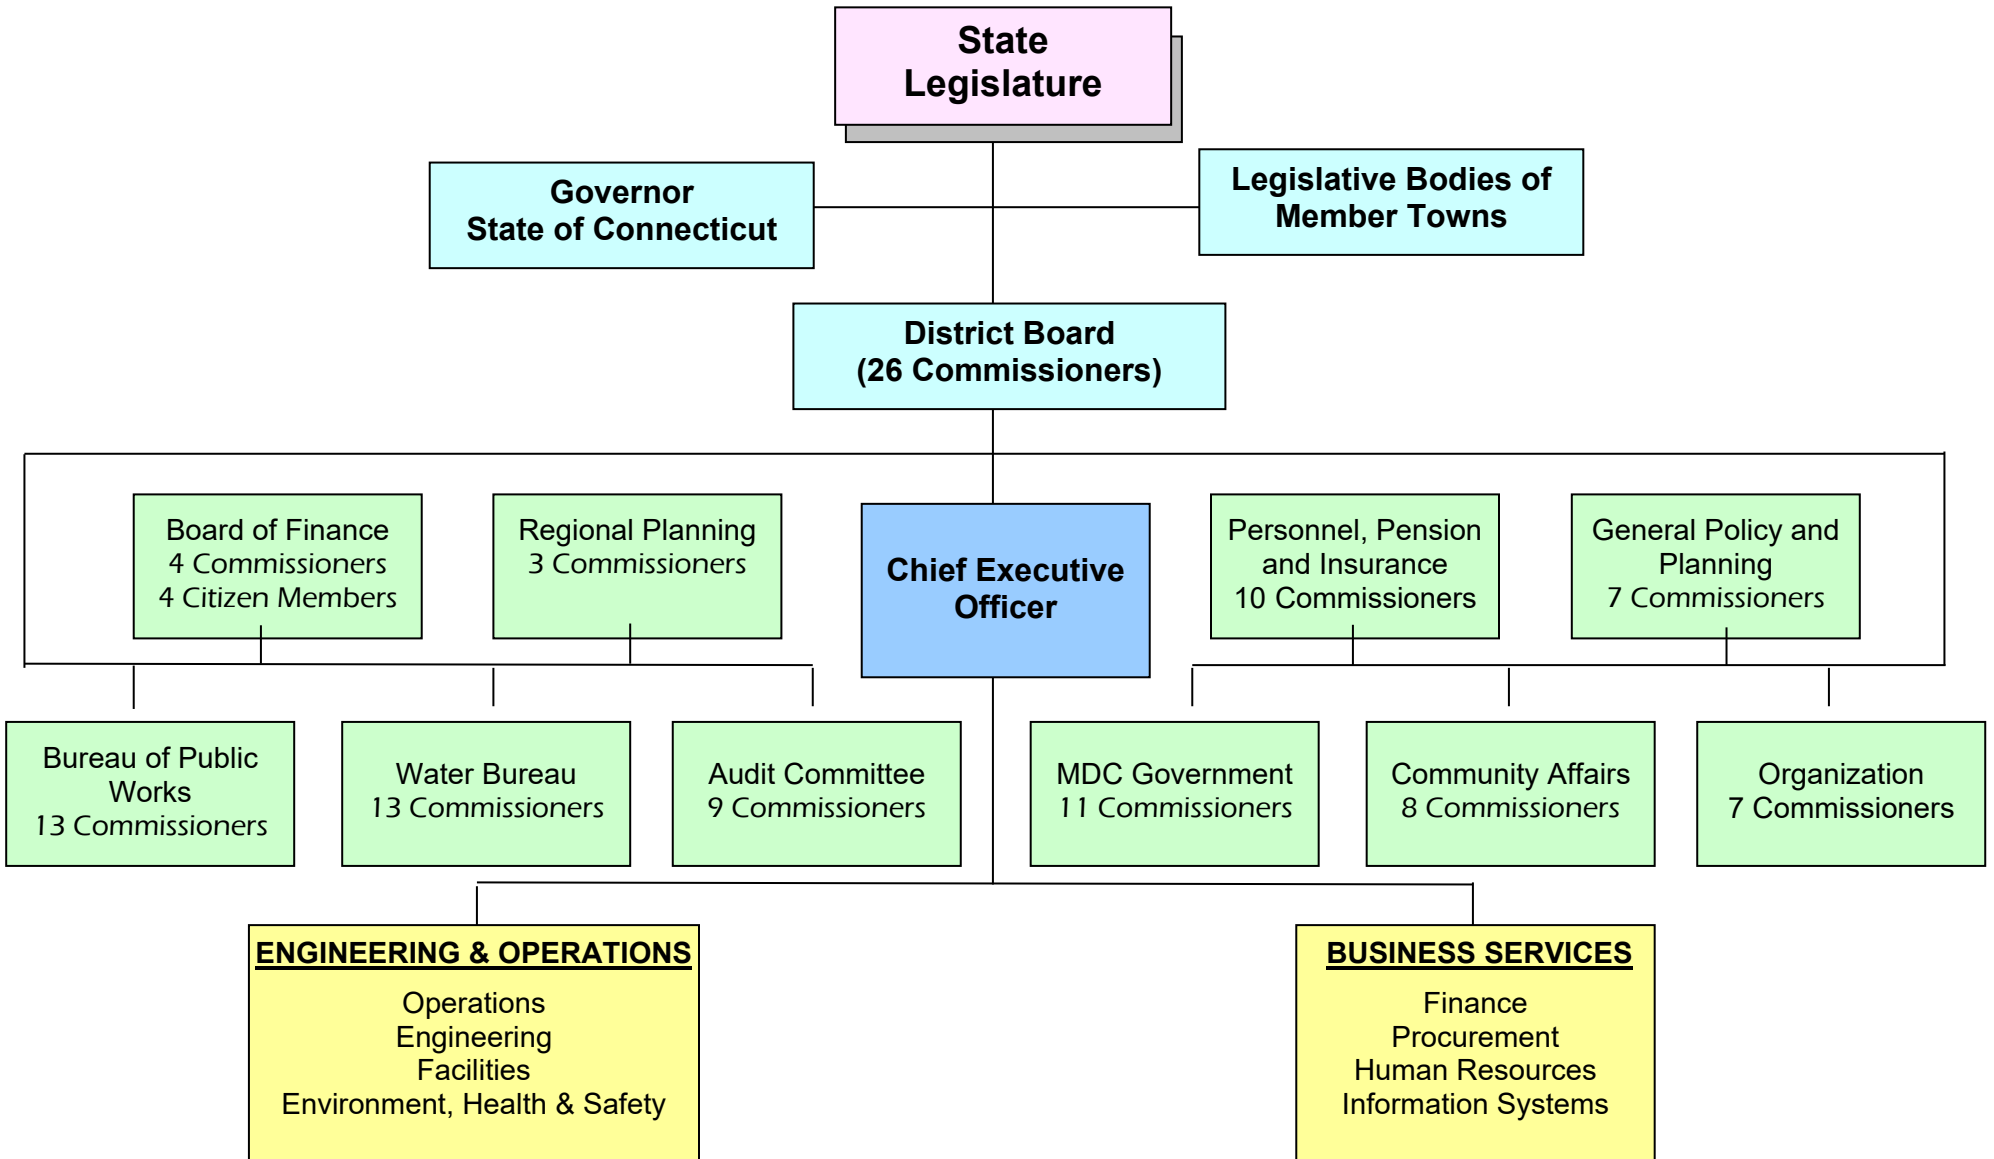 State
Legislature
Governor
State of Connecticut
Legislative Bodies of
Member Towns
District Board
(26 Commissioners)
Board of Finance
4 Commissioners
4 Citizen Members
Regional Planning
3 Commissioners
Chief Executive
Officer
Personnel, Pension
and Insurance
10 Commissioners
General Policy and
Planning
7 Commissioners
Bureau of Public
Works
13 Commissioners
Water Bureau
13 Commissioners
Audit Committee
9 Commissioners
MDC Government
11 Commissioners
Community Affairs
8 Commissioners
Organization
7 Commissioners
ENGINEERING & OPERATIONS
Operations
Engineering
Facilities
Environment, Health & Safety
BUSINESS SERVICES
Finance
Procurement
Human Resources
Information Systems